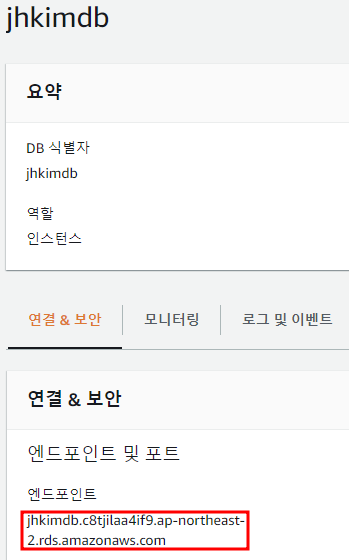 jhkimdb
요약
DB 식별자
jhkimdb
역할
인스턴스
연결 & 보안
모니터링
로그 및 이벤트
연결 & 보안
엔드포인트 및 포트
엔드포인트
jhkimdb.c8tjilaa4if9.ap-northeast-
2.rds.amazonaws.com